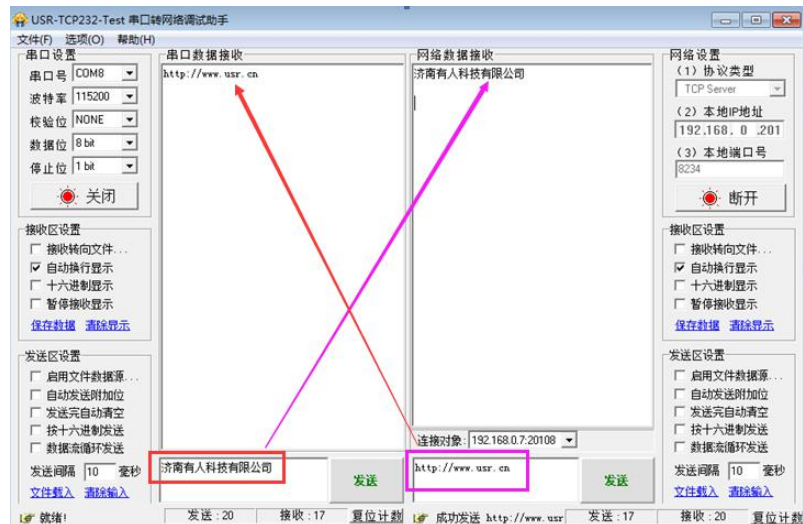 USR-TCP232-Test 串口转网络调试助手
文件(F) 选项(O) 帮助(H)
串口设置
串口号 COM8
波特率 115200
校验位 NONE
数据位 8 bit
停止位 1 bit
关闭
接收区设置
接收转向文件...
自动换行显示
十六进制显示
暂停接收显示
保存数据 清除显示
发送区设置
启用文件数据源...
自动发送附加位
发送完自动清空
按十六进制发送
数据流循环发送
发送间隔 10 毫秒
文件载入 清除输入
串口数据接收
http://www.usr.cn
济南有人科技有限公司
发送
网络数据接收
济南有人科技有限公司
连接对象: 192.168.0.7:20108
http://www.usr.cn
发送
网络设置
(1) 协议类型
TCP Server
(2) 本地IP地址
192.168. 0 .201
(3) 本地端口号
8234
断开
接收区设置
接收转向文件...
自动换行显示
十六进制显示
暂停接收显示
保存数据 清除显示
发送区设置
启用文件数据源...
自动发送附加位
发送完自动清空
按十六进制发送
数据流循环发送
发送间隔 10 毫秒
文件载入 清除输入
就绪! 发送:20 接收:17 复位计数
成功发送 http://www.usr 发送:17 接收:20 复位计数